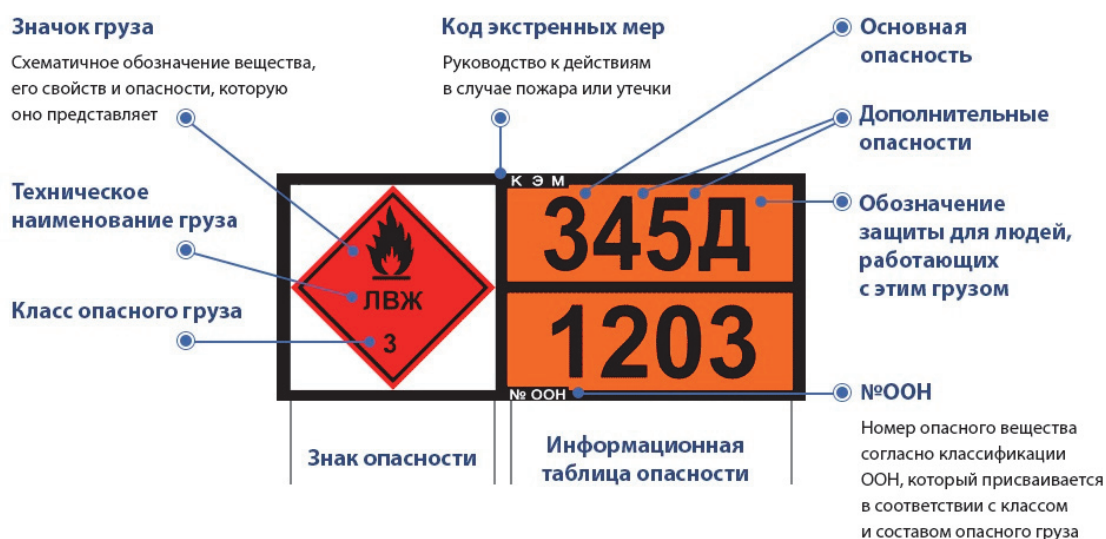 Значок груза
Схематичное обозначение вещества,
его свойств и опасности, которую
оно представляет
Техническое
наименование груза
Класс опасного груза
Код экстренных мер
Руководство к действиям
в случае пожара или утечки
К Э М
345Д
1203
№ ООН
ЛВЖ
3
Знак опасности
Информационная
таблица опасности
Основная
опасность
Дополнительные
опасности
Обозначение
защиты для людей,
работающих
с этим грузом
№ООН
Номер опасного вещества
согласно классификации
ООН, который присваивается
в соответствии с классом
и составом опасного груза